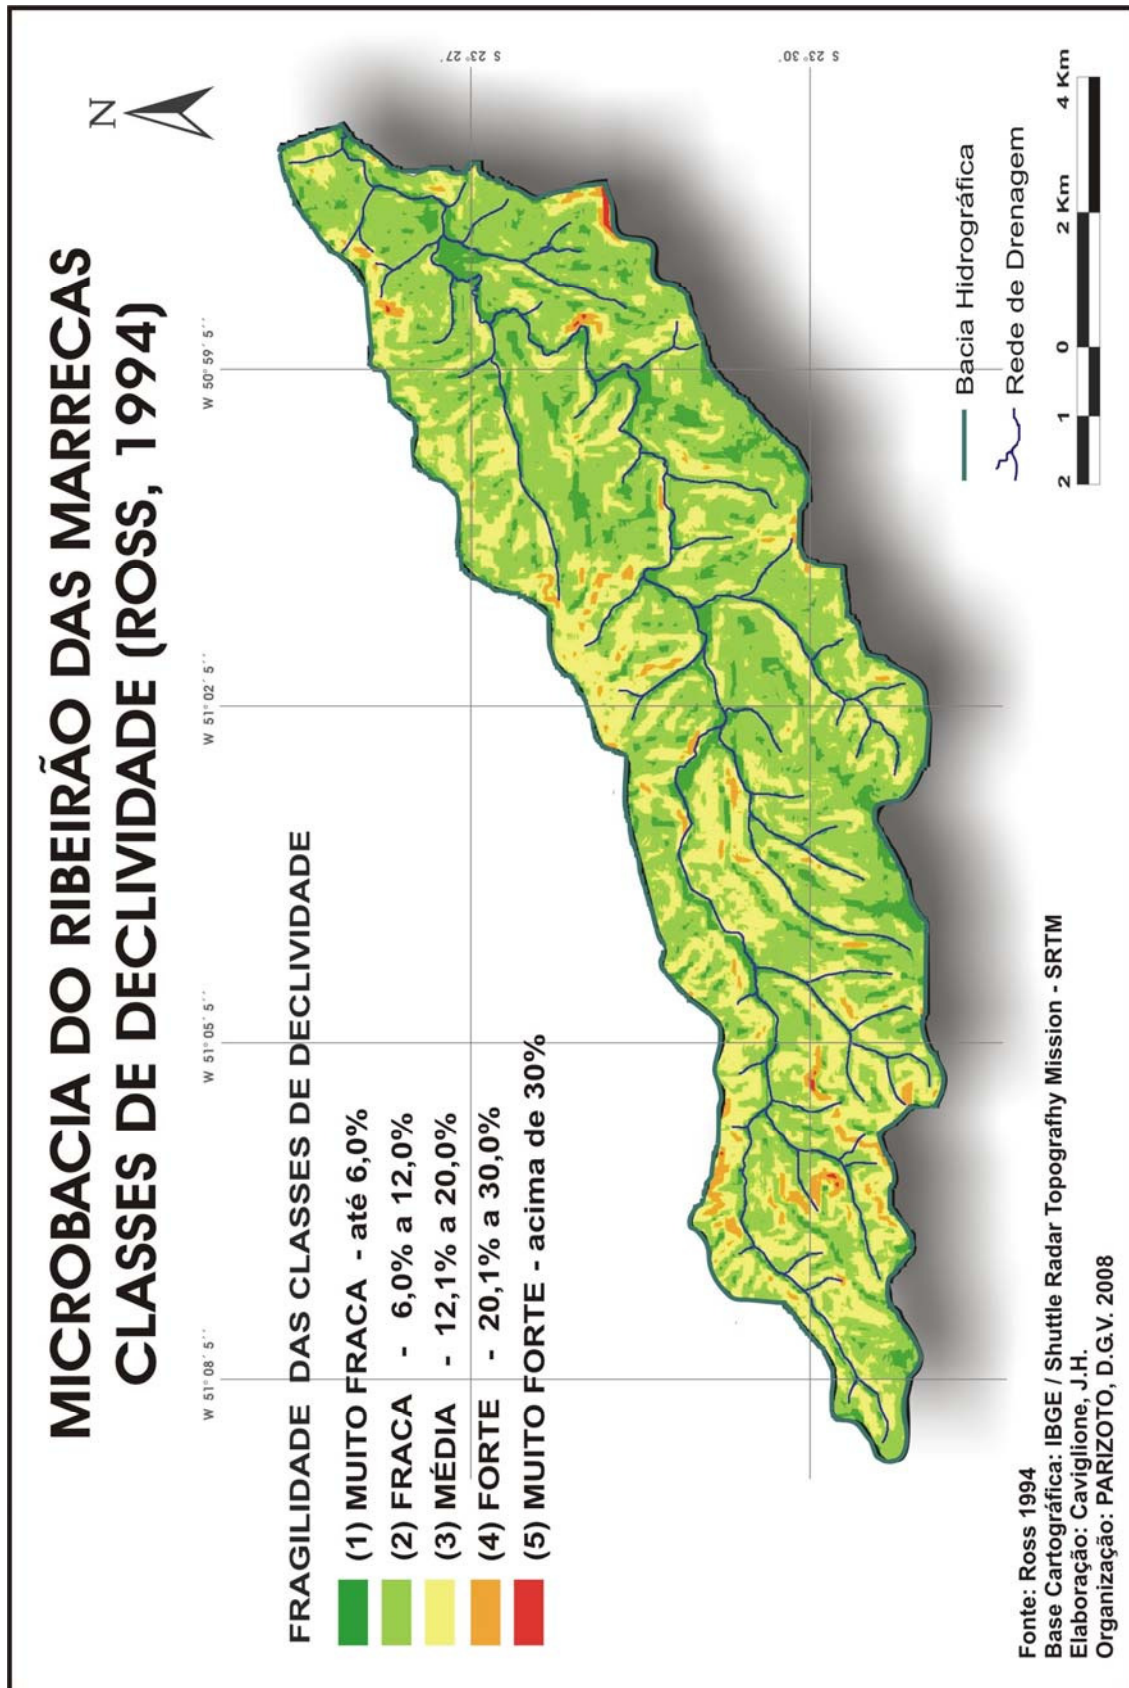 MICROBACIA DO RIBEIRÃO DAS MARRECAS
CLASSES DE DECLIVIDADE (ROSS, 1994)
N
W 51° 08´ 5´´
W 51° 05´ 5´´
W 51° 02´ 5´´
W 50° 59´ 5´´
S 23° 27´
S 23° 30´
FRAGILIDADE DAS CLASSES DE DECLIVIDADE
(1) MUITO FRACA - até 6,0%
(2) FRACA - 6,0% a 12,0%
(3) MÉDIA - 12,1% a 20,0%
(4) FORTE - 20,1% a 30,0%
(5) MUITO FORTE - acima de 30%
Bacia Hidrográfica
Rede de Drenagem
2 1 0 2 Km 4 Km
Fonte: Ross 1994
Base Cartográfica: IBGE / Shuttle Radar Topografhy Mission - SRTM
Elaboração: Caviglione, J.H.
Organização: PARIZOTO, D.G.V. 2008